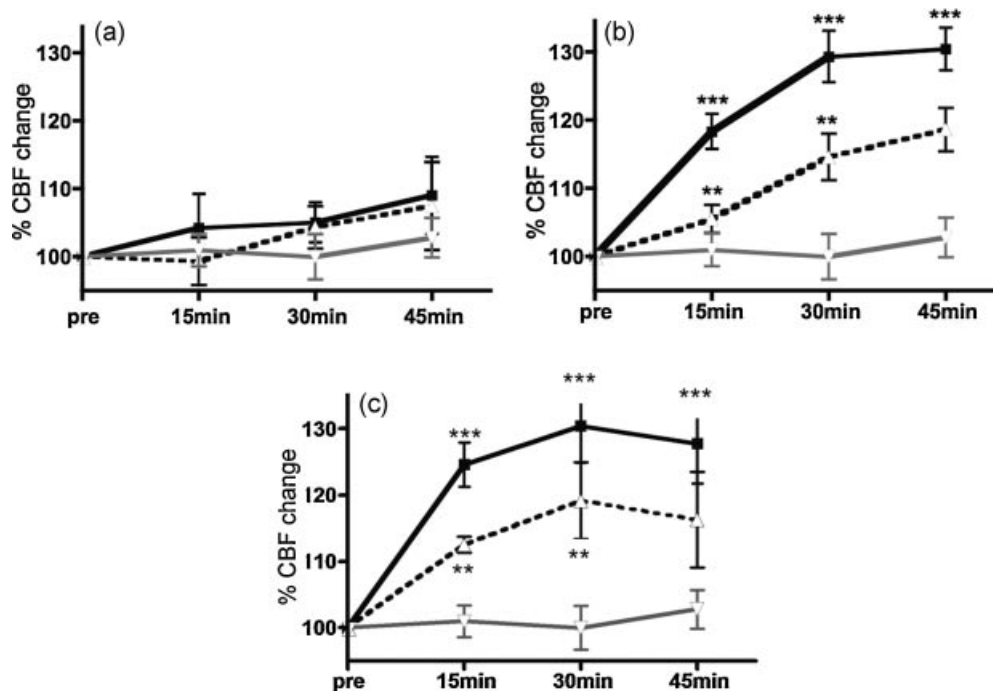 (a)
% CBF change
130
120
110
100
pre 15min 30min 45min
(b)
% CBF change
130
120
110
100
*** *** ***
** **
pre 15min 30min 45min
(c)
% CBF change
130
120
110
100
*** *** ***
** **
pre 15min 30min 45min